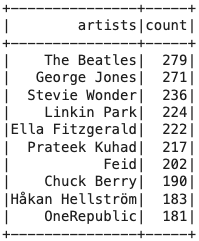 +---------------+-----+
|        artists|count|
+---------------+-----+
|    The Beatles|  279|
|   George Jones|  271|
|  Stevie Wonder|  236|
|    Linkin Park|  224|
|Ella Fitzgerald|  222|
|  Prateek Kuhad|  217|
|           Feid|  202|
|    Chuck Berry|  190|
|Håkan Hellström|  183|
|    OneRepublic|  181|
+---------------+-----+